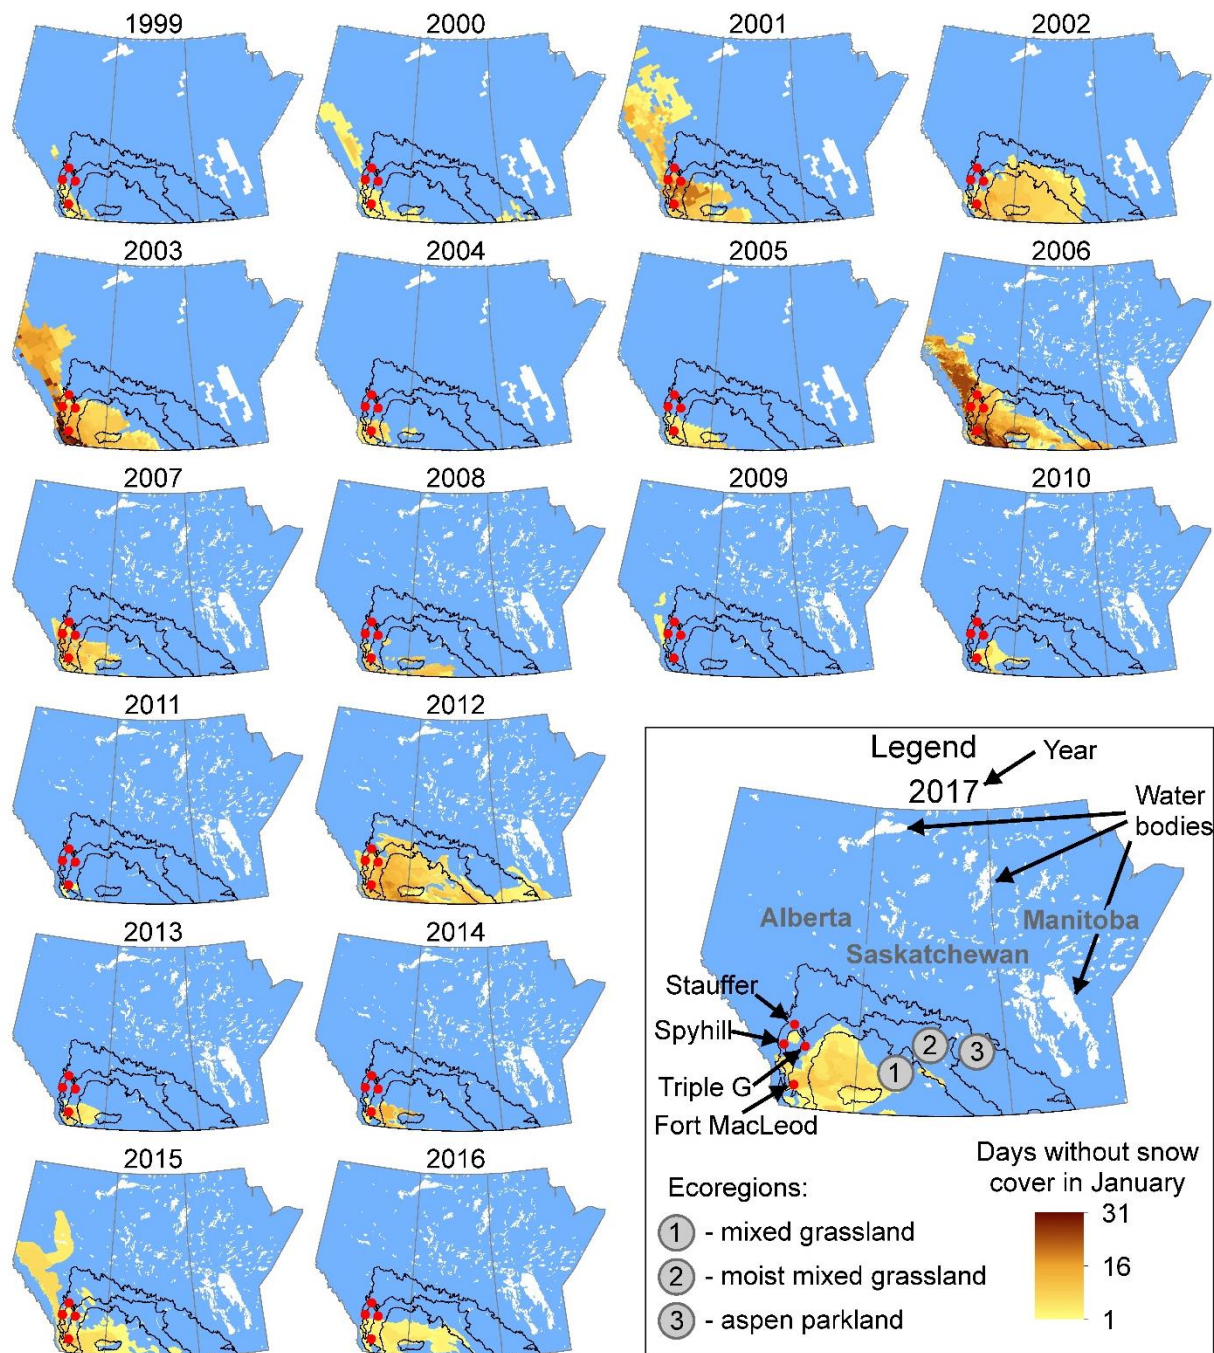 1999
2000
2001
2002
2003
2004
2005
2006
2007
2008
2009
2010
2011
2012
2013
2014
2015
2016
Legend
Year
2017
Water
bodies
Alberta
Manitoba
Saskatchewan
Stauffer
Spyhill
Triple G
Fort MacLeod
1
2
3
Ecoregions:
1 - mixed grassland
2 - moist mixed grassland
3 - aspen parkland
Days without snow
cover in January
31
16
1